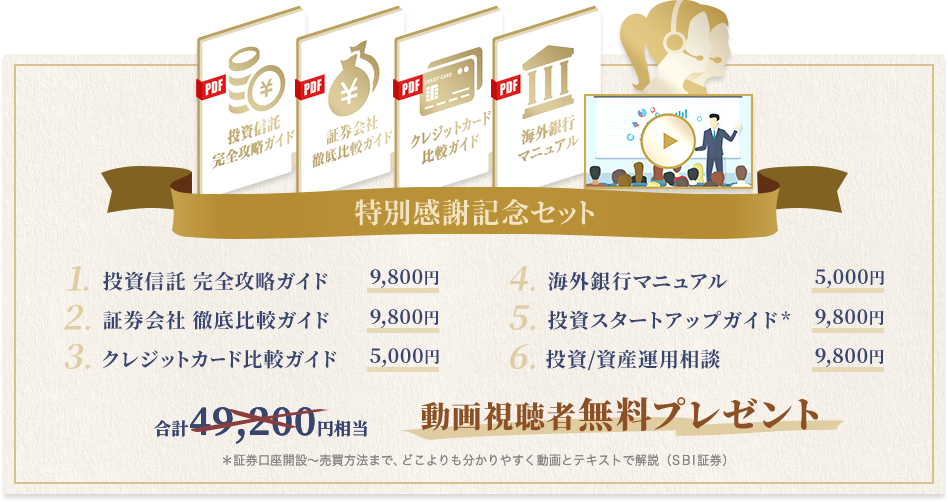 PDF
投資信託
完全攻略ガイド
PDF
証券会社
徹底比較ガイド
PDF
CREDIT CARD
クレジットカード
比較ガイド
PDF
海外銀行
マニュアル
特別感謝記念セット
1. 投資信託 完全攻略ガイド 9,800円
2. 証券会社 徹底比較ガイド 9,800円
3. クレジットカード比較ガイド 5,000円
4. 海外銀行マニュアル 5,000円
5. 投資スタートアップガイド* 9,800円
6. 投資/資産運用相談 9,800円
合計49,200円相当
動画視聴者無料プレゼント
＊証券口座開設〜売買方法まで、どこよりも分かりやすく動画とテキストで解説（SBI証券）